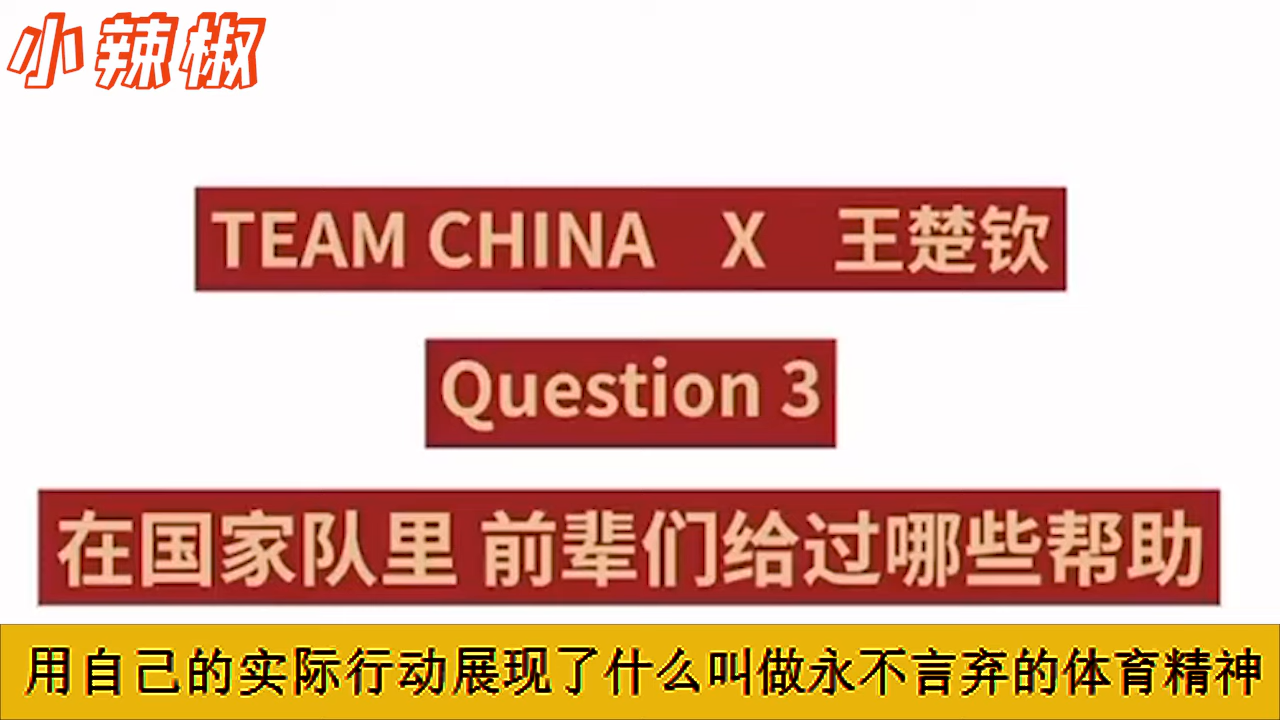 小辣椒
TEAM CHINA X 王楚钦
Question 3
在国家队里 前辈们给过哪些帮助
用自己的实际行动展现了什么叫做永不言弃的体育精神